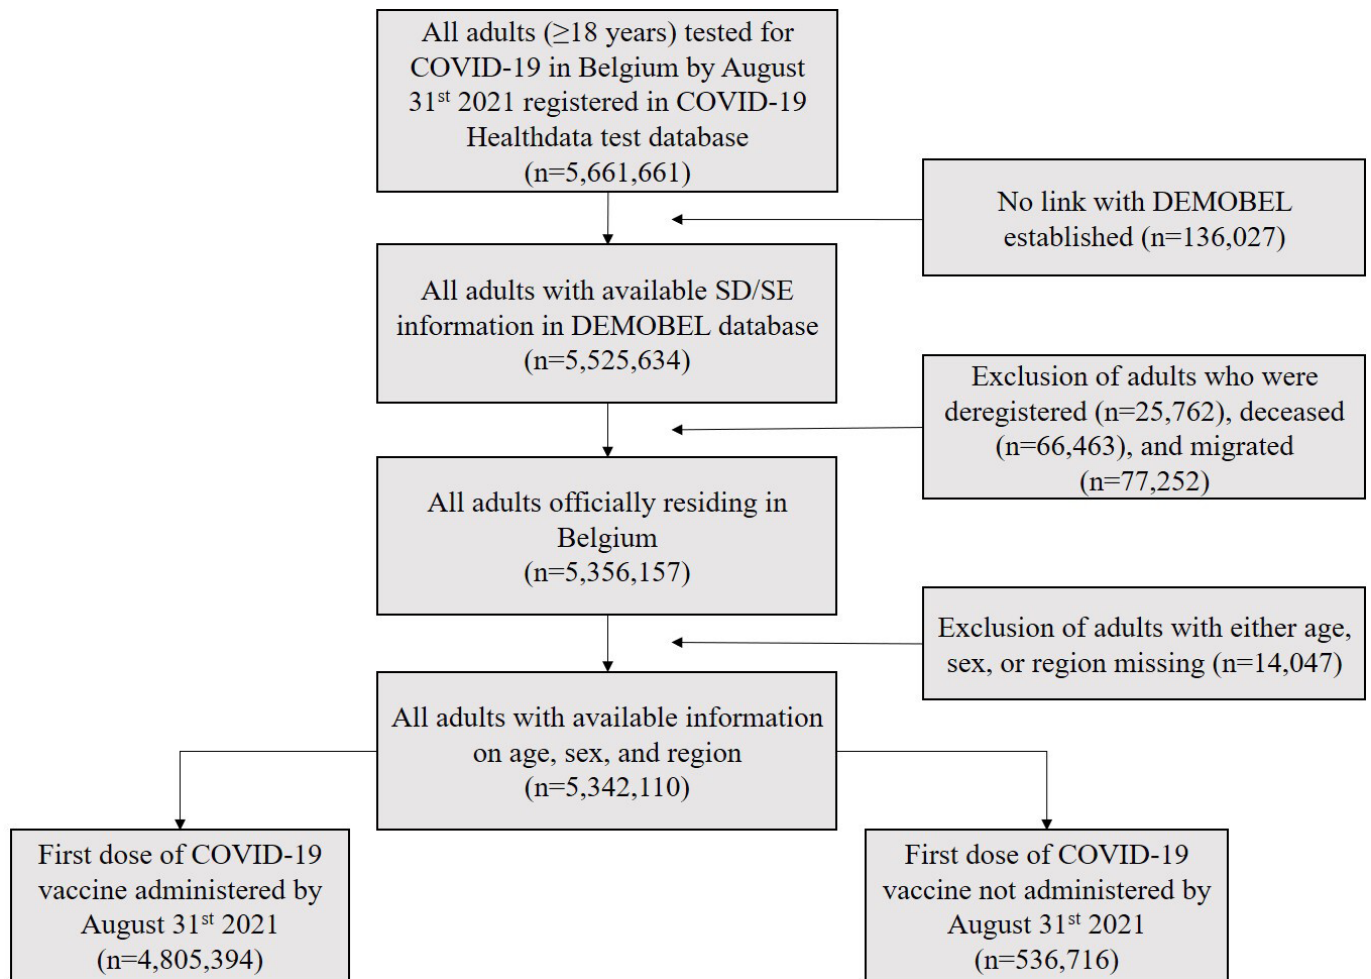 All adults (≥18 years) tested for
COVID-19 in Belgium by August
31st 2021 registered in COVID-19
Healthdata test database
(n=5,661,661)
No link with DEMOBEL
established (n=136,027)
All adults with available SD/SE
information in DEMOBEL database
(n=5,525,634)
Exclusion of adults who were
deregistered (n=25,762), deceased
(n=66,463), and migrated
(n=77,252)
All adults officially residing in
Belgium
(n=5,356,157)
Exclusion of adults with either age,
sex, or region missing (n=14,047)
All adults with available information
on age, sex, and region
(n=5,342,110)
First dose of COVID-19
vaccine administered by
August 31st 2021
(n=4,805,394)
First dose of COVID-19
vaccine not administered by
August 31st 2021
(n=536,716)